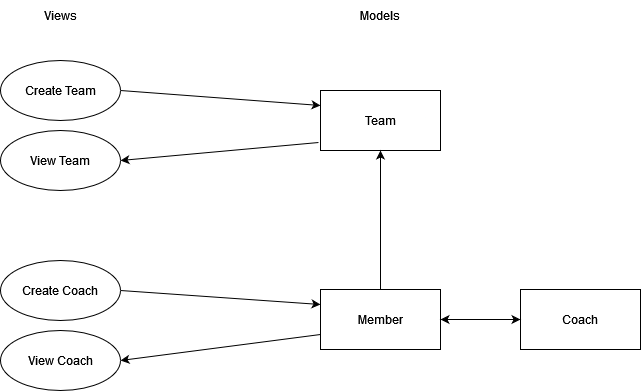 Views
Models
Create Team
Team
View Team
Create Coach
Member
Coach
View Coach